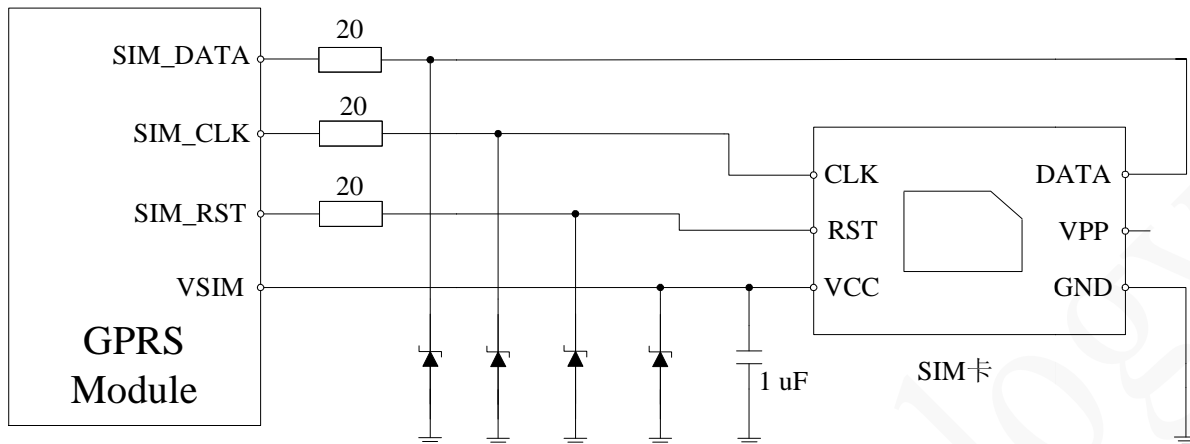 20
SIM_DATA
20
SIM_CLK
20
SIM_RST
VSIM
GPRS
Module
CLK
RST
VCC
DATA
VPP
GND
1 uF
SIM卡